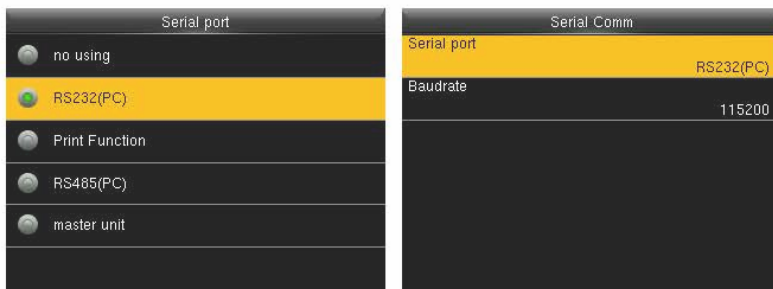 Serial port
no using
RS232(PC)
Print Function
RS485(PC)
master unit
Serial Comm
Serial port
RS232(PC)
Baudrate
115200